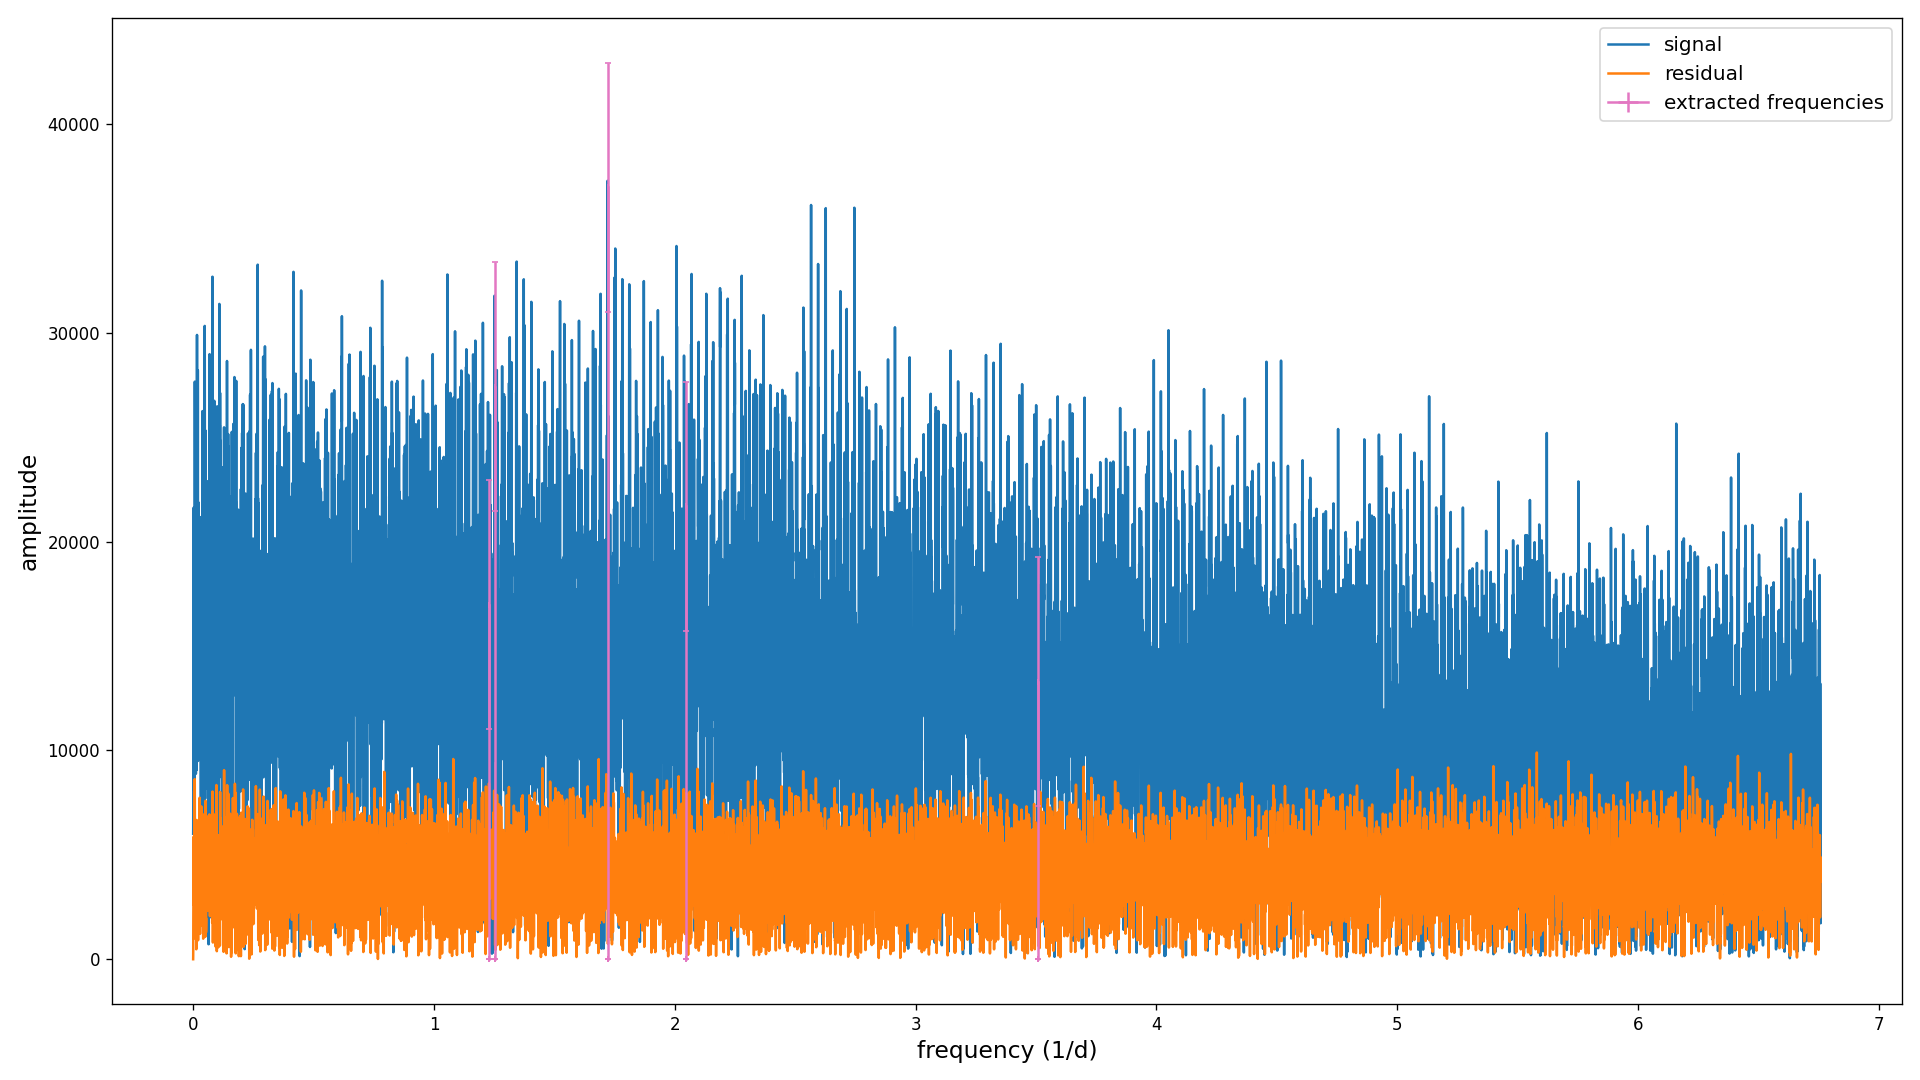 signal
residual
extracted frequencies
amplitude
40000
30000
20000
10000
0
0 1 2 3 4 5 6 7
frequency (1/d)